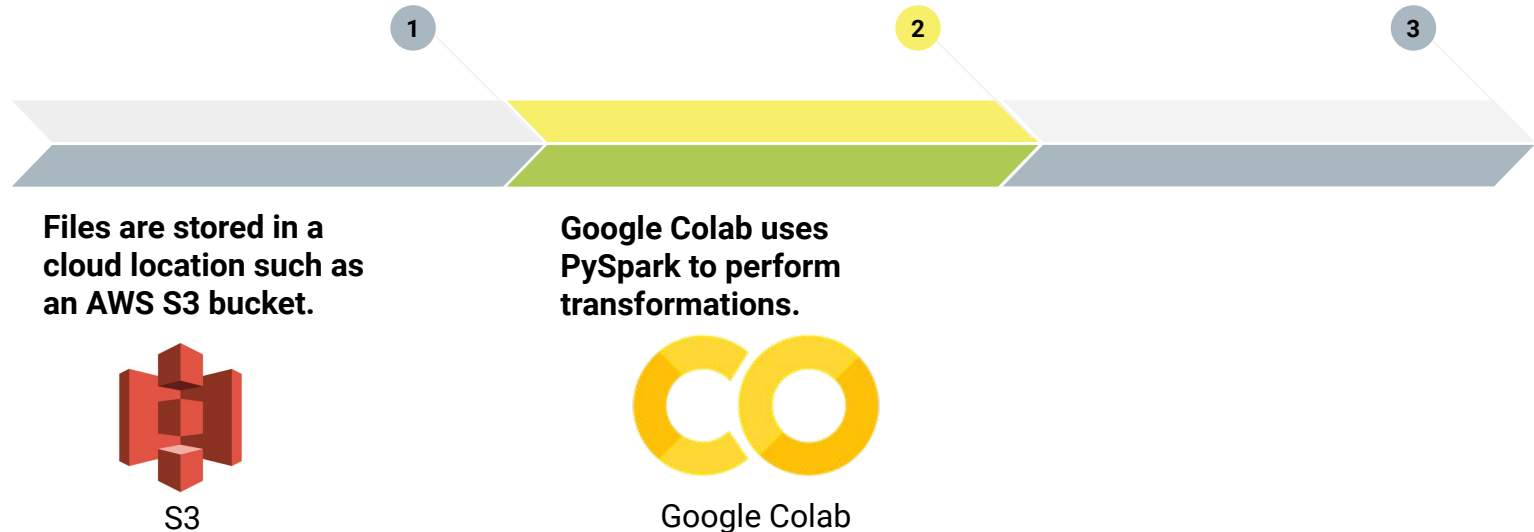 1
2
3
Files are stored in a
cloud location such as
an AWS S3 bucket.
Google Colab uses
PySpark to perform
transformations.
S3
Google Colab